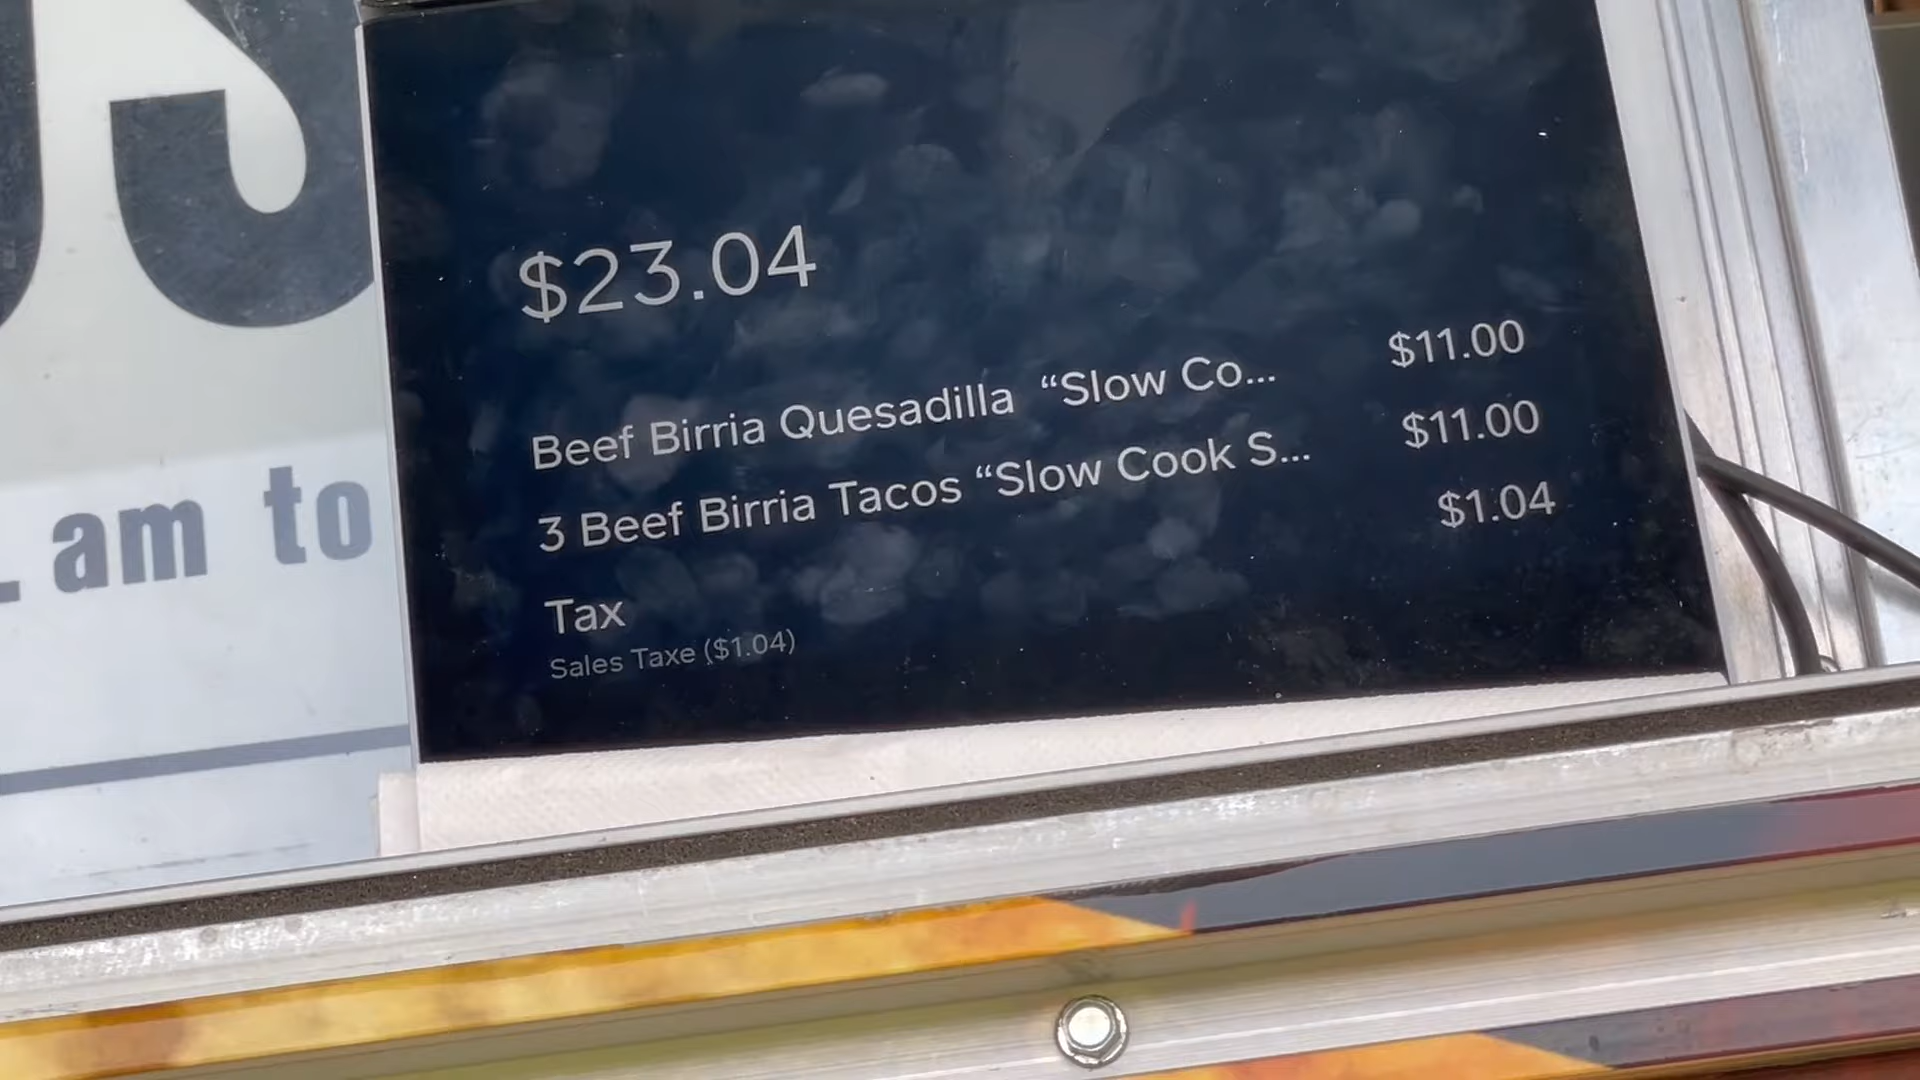 am to
$23.04
Beef Birria Quesadilla “Slow Co... $11.00
3 Beef Birria Tacos “Slow Cook S... $11.00
Tax $1.04
Sales Taxe ($1.04)